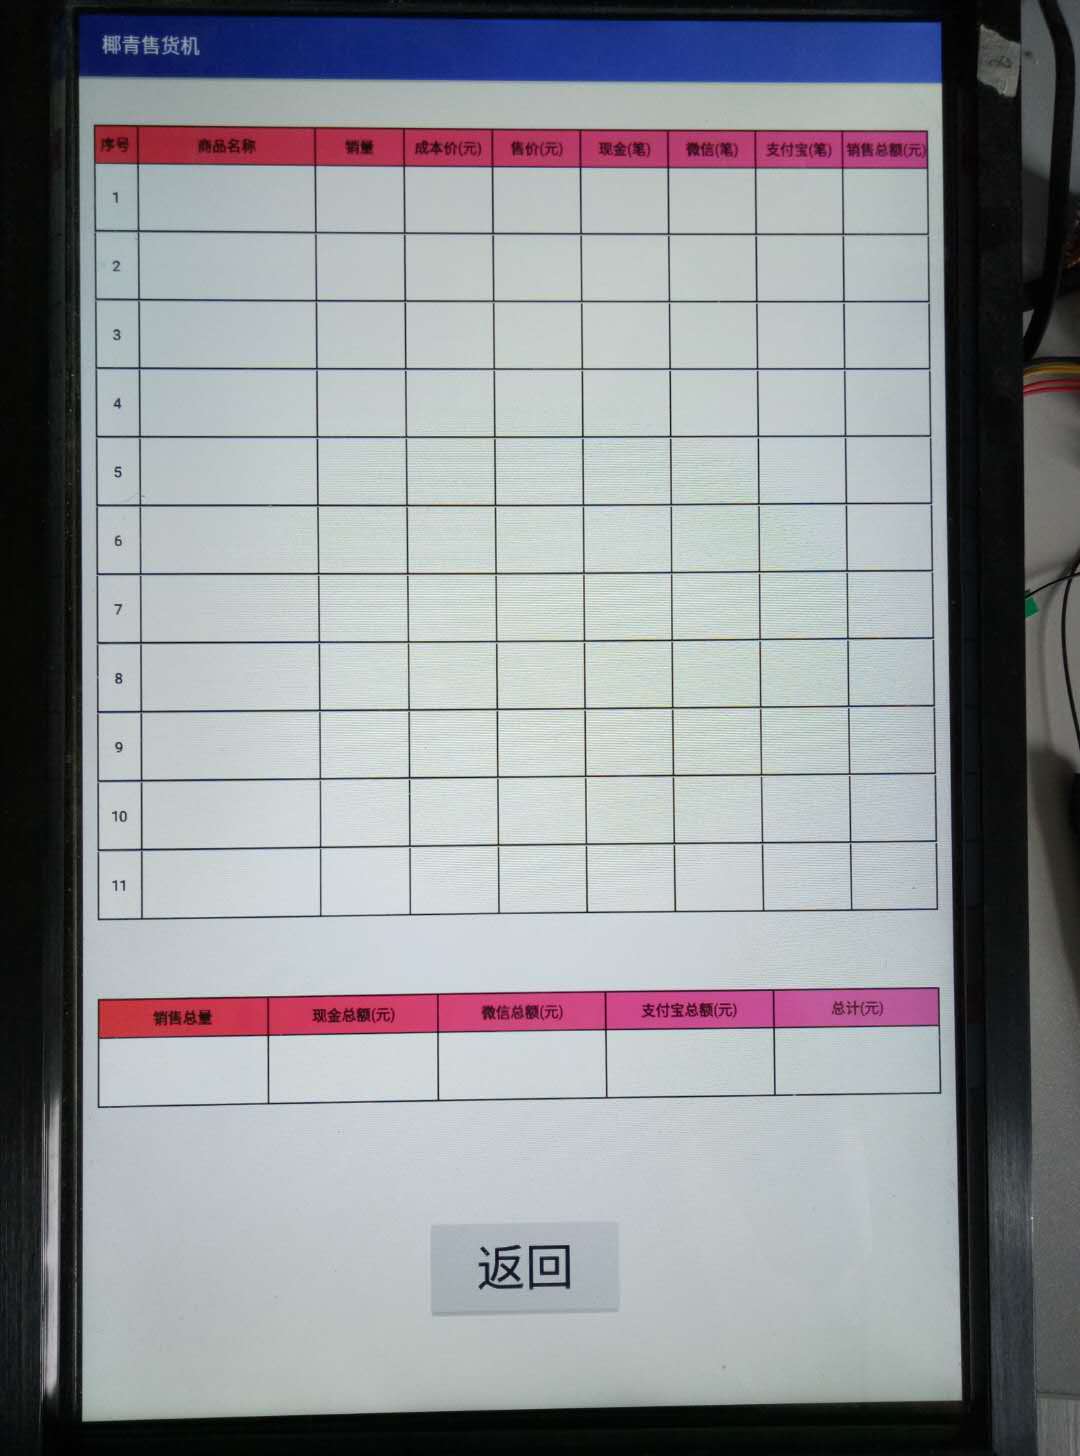 椰青售货机
序号 商品名称 销量 成本价(元) 售价(元) 现金(笔) 微信(笔) 支付宝(笔) 销售总额(元)
1
2
3
4
5
6
7
8
9
10
11
销售总量 现金总额(元) 微信总额(元) 支付宝总额(元) 总计(元)
返回